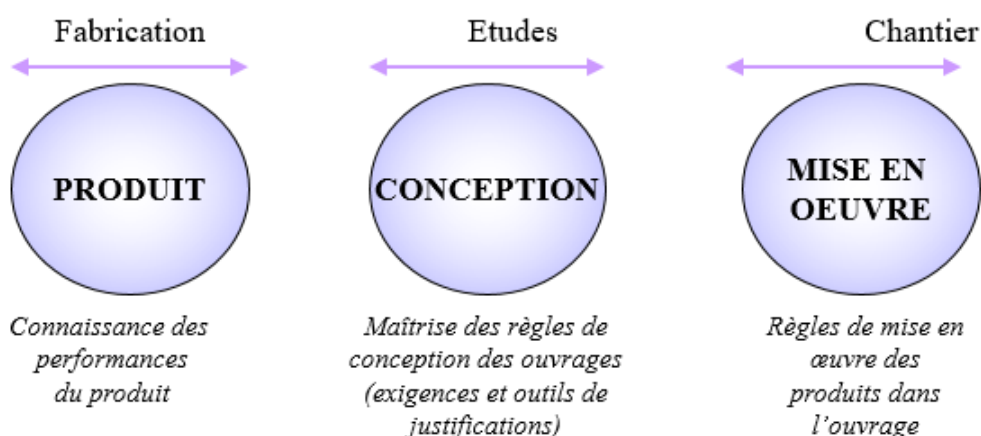 Fabrication
Etudes
Chantier
PRODUIT
CONCEPTION
MISE EN
OEUVRE
Connaissance des
performances
du produit
Maîtrise des règles de
conception des ouvrages
(exigences et outils de
justifications)
Règles de mise en
œuvre des
produits dans
l’ouvrage